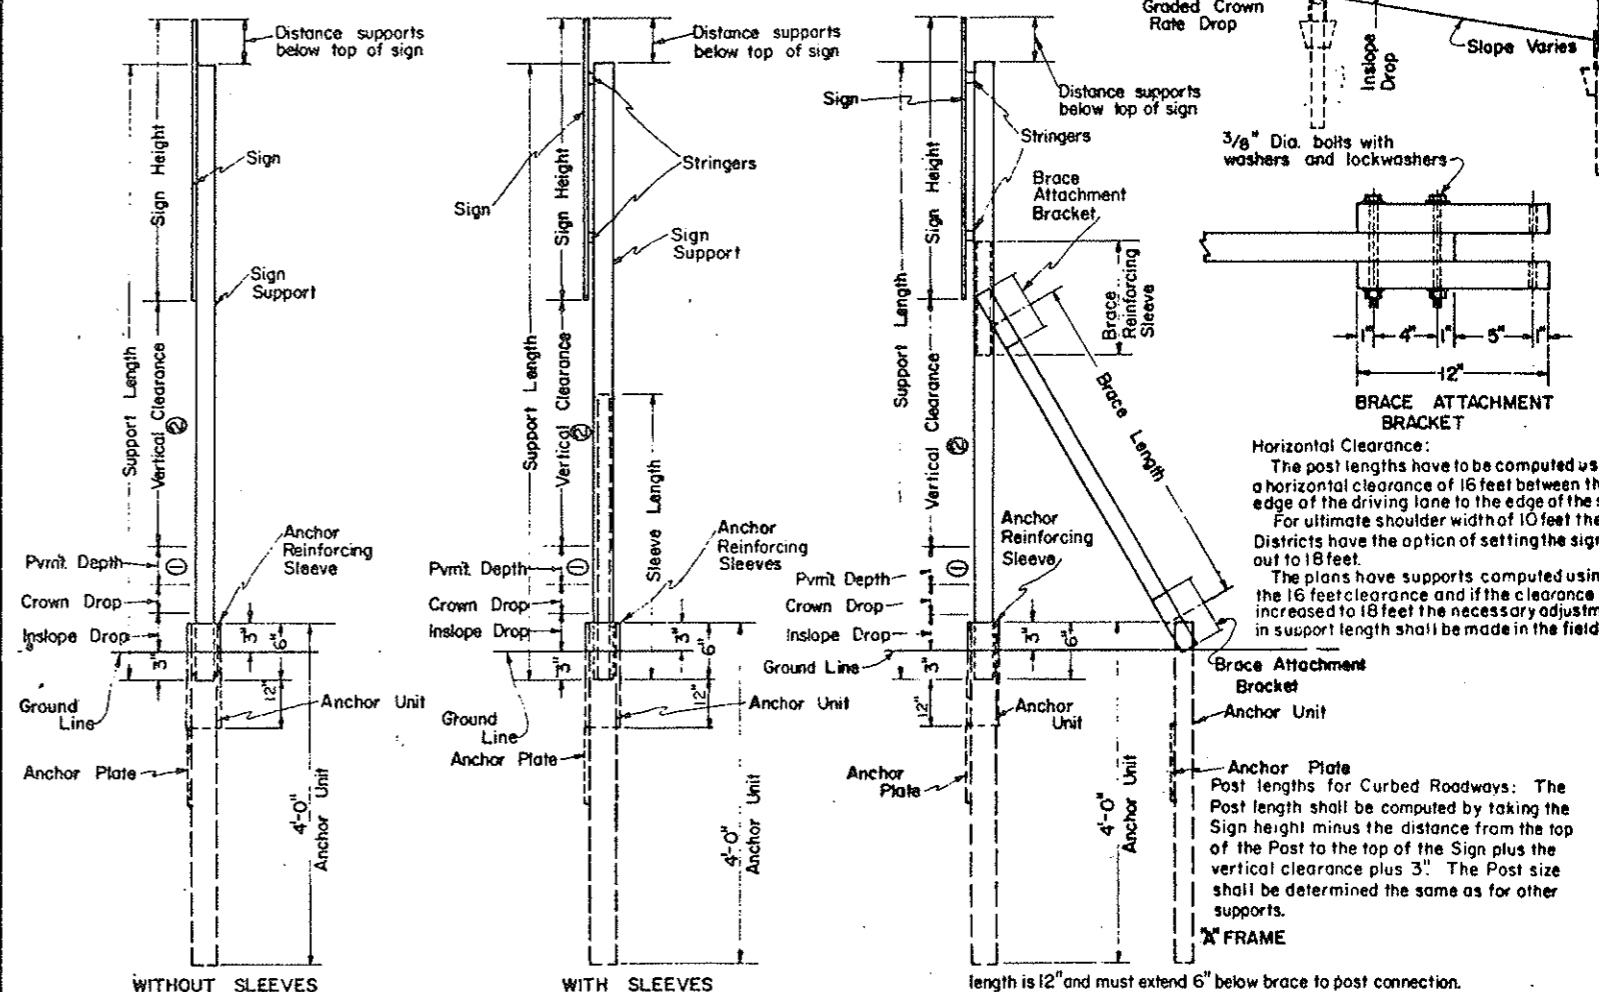 Distance supports
below top of sign
Sign Height
Support Length
Sign
Sign
Support
Vertical Clearance
②
Anchor
Reinforcing
Sleeve
Pvm't. Depth
①
Crown Drop
Inslope Drop
3"
6"
3"
12"
Ground
Line
Anchor Unit
Anchor Plate
4'-0"
Anchor Unit
WITHOUT SLEEVES
Distance supports
below top of sign
Sign Height
Stringers
Sign
Sign
Support
Support Length
Vertical Clearance
②
Sleeve Length
Anchor
Reinforcing
Sleeves
Pvm't. Depth
①
Crown Drop
Inslope Drop
3"
6"
3"
12"
Ground
Line
Anchor Unit
Anchor Plate
4'-0"
Anchor Unit
WITH SLEEVES
Distance supports
below top of sign
Sign
Stringers
Sign Height
Brace
Attachment
Bracket
Brace
Reinforcing
Sleeve
Support Length
Vertical Clearance
②
Brace Length
Anchor
Reinforcing
Sleeve
Pvm't. Depth
①
Crown Drop
Inslope Drop
3"
6"
Ground Line
3"
12"
Brace Attachment
Bracket
Anchor
Unit
Anchor Unit
Anchor
Plate
Anchor Plate
4'-0"
Anchor Unit
"A" FRAME
length is 12" and must extend 6" below brace to post connection.
Graded Crown
Rate Drop
Inslope
Drop
Slope Varies
3/8" Dia. bolts with
washers and lockwashers
1" 4" 1" 5" 1"
12"
BRACE ATTACHMENT
BRACKET
Horizontal Clearance:
The post lengths have to be computed us
a horizontal clearance of 16 feet between th
edge of the driving lane to the edge of the s
For ultimate shoulder width of 10 feet the
Districts have the option of setting the sign
out to 18 feet.
The plans have supports computed usin
the 16 feet clearance and if the clearance
increased to 18 feet the necessary adjustm
in support length shall be made in the field
Post lengths for Curbed Roadways: The
Post length shall be computed by taking the
Sign height minus the distance from the top
of the Post to the top of the Sign plus the
vertical clearance plus 3". The Post size
shall be determined the same as for other
supports.